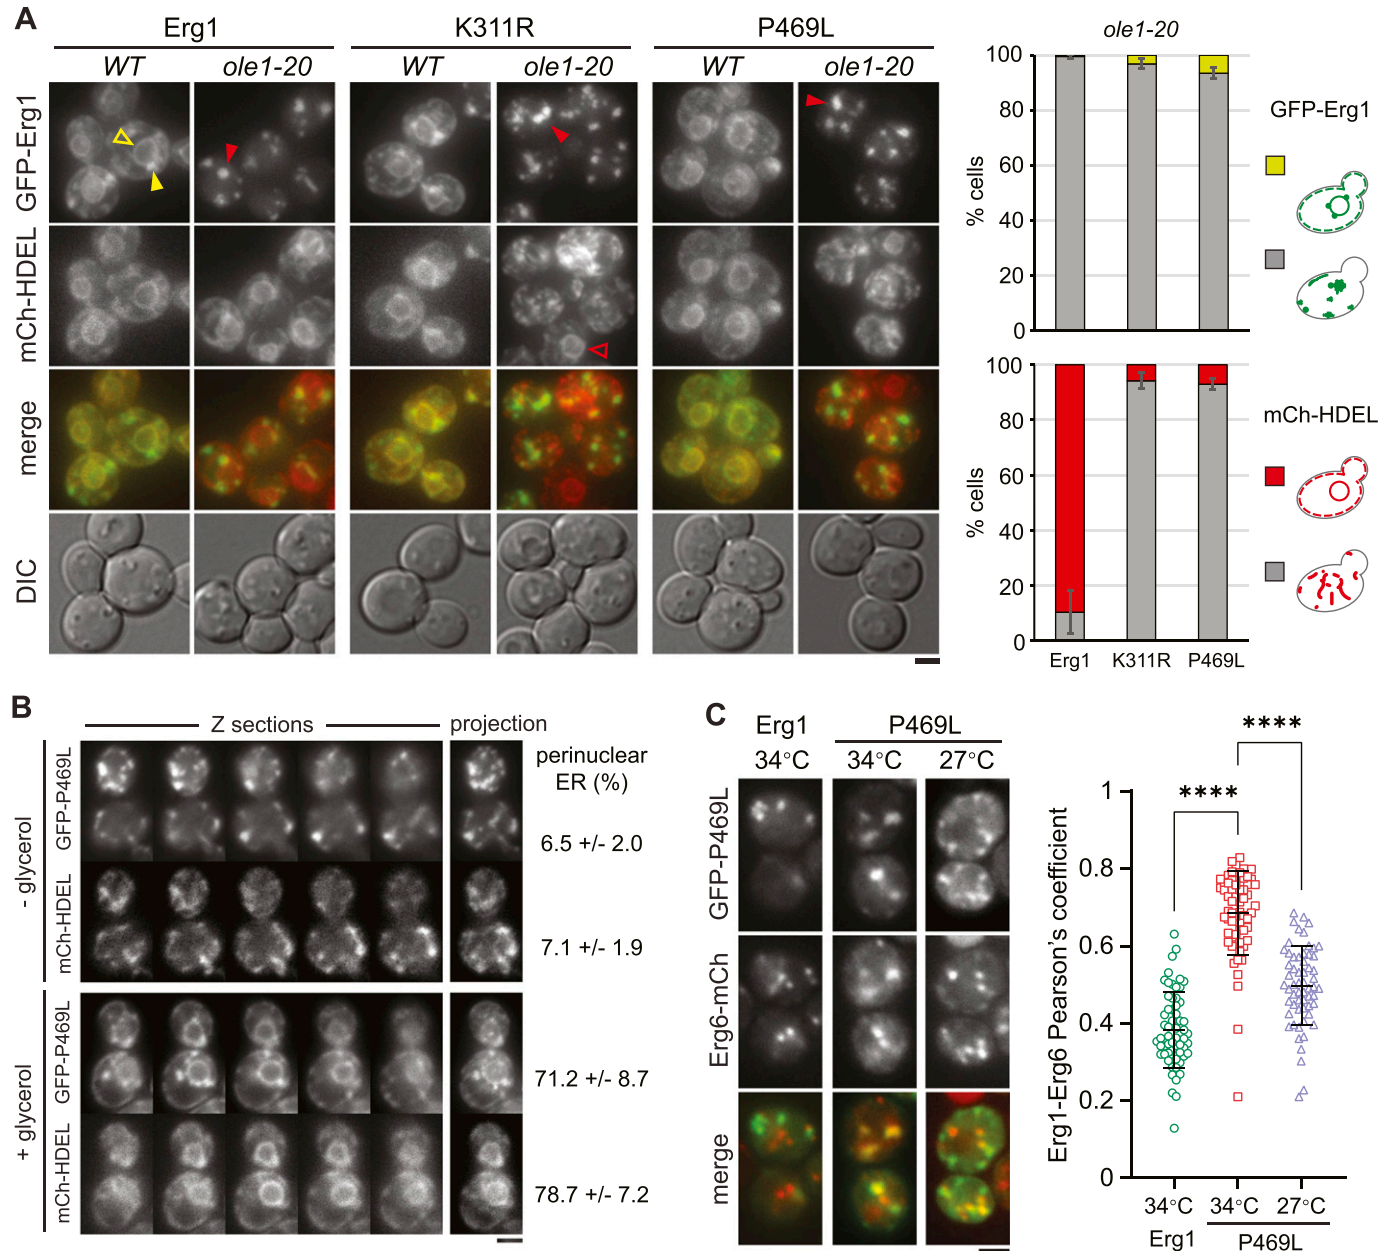 A
Erg1
K311R
P469L
WT
ole1-20
WT
ole1-20
WT
ole1-20
GFP-Erg1
mCh-HDEL
merge
DIC
ole1-20
100
80
60
40
20
0
% cells
GFP-Erg1
100
80
60
40
20
0
% cells
Erg1
K311R
P469L
mCh-HDEL
B
Z sections
projection
perinuclear
ER (%)
- glycerol
GFP-P469L
6.5 +/- 2.0
mCh-HDEL
7.1 +/- 1.9
+ glycerol
GFP-P469L
71.2 +/- 8.7
mCh-HDEL
78.7 +/- 7.2
C
Erg1
P469L
34°C
34°C
27°C
GFP-P469L
Erg6-mCh
merge
Erg1-Erg6 Pearson's coefficient
1
0.8
0.6
0.4
0.2
0
****
****
34°C
34°C
27°C
Erg1
P469L